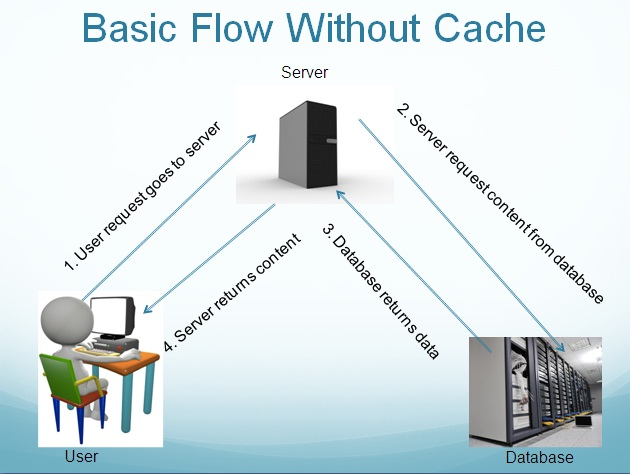 Basic Flow Without Cache
Server
1. User request goes to server
2. Server request content from database
3. Database returns data
4. Server returns content
User
Database